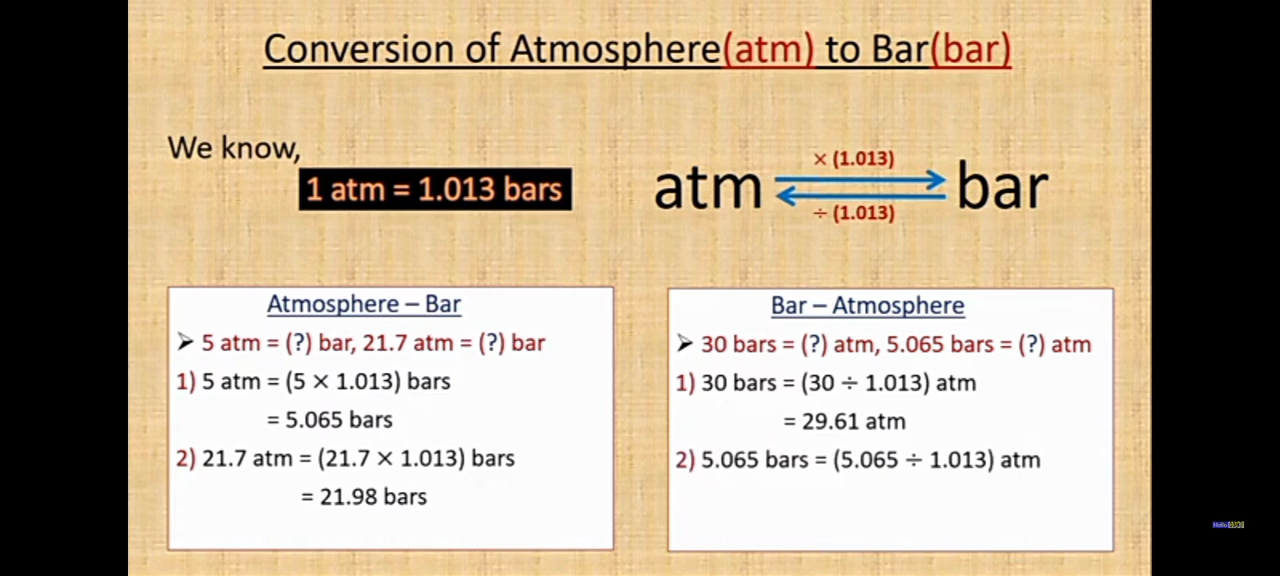 Conversion of Atmosphere(atm) to Bar(bar)
We know,
1 atm = 1.013 bars
× (1.013)
atm bar
÷ (1.013)
Atmosphere – Bar
➢ 5 atm = (?) bar, 21.7 atm = (?) bar
1) 5 atm = (5 × 1.013) bars
= 5.065 bars
2) 21.7 atm = (21.7 × 1.013) bars
= 21.98 bars
Bar – Atmosphere
➢ 30 bars = (?) atm, 5.065 bars = (?) atm
1) 30 bars = (30 ÷ 1.013) atm
= 29.61 atm
2) 5.065 bars = (5.065 ÷ 1.013) atm